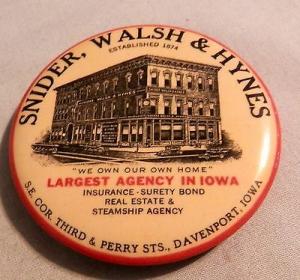 SNIDER, WALSH & HYNES
ESTABLISHED 1874
"WE OWN OUR OWN HOME"
LARGEST AGENCY IN IOWA
INSURANCE - SURETY BOND
REAL ESTATE &
STEAMSHIP AGENCY
S.E. COR. THIRD & PERRY STS., DAVENPORT, IOWA